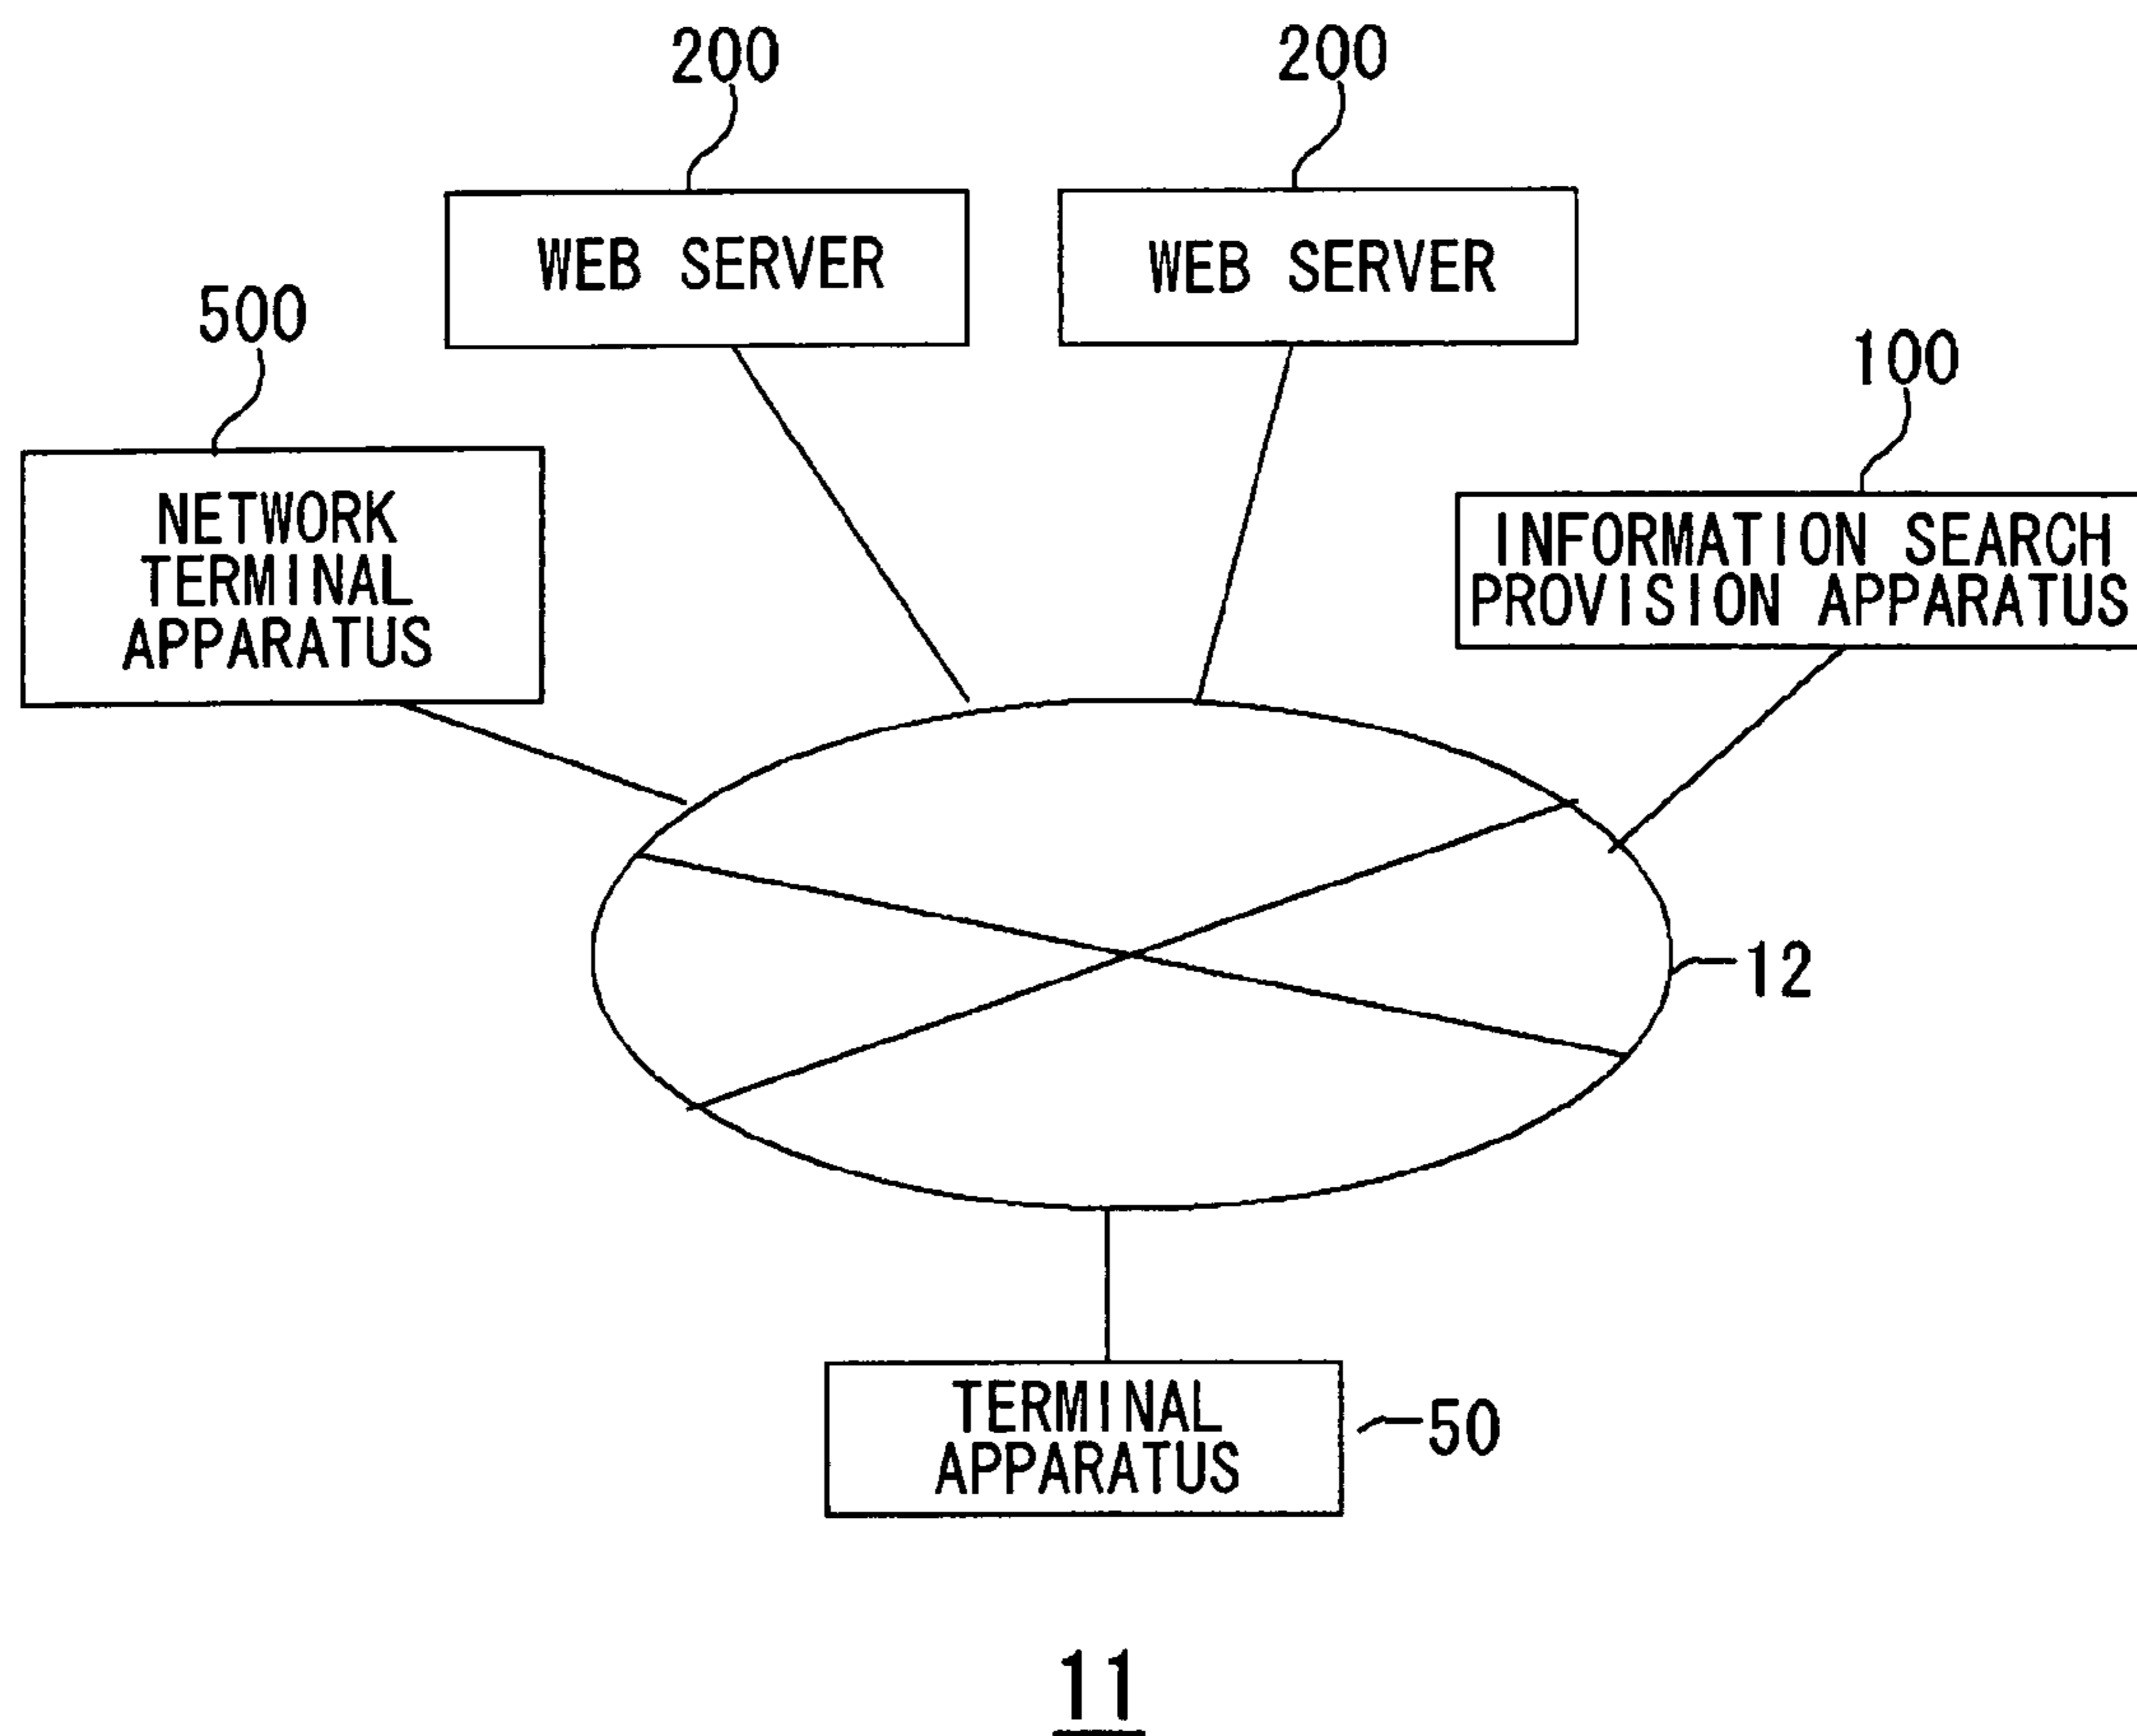 200
200
WEB SERVER
WEB SERVER
500
100
NETWORK
TERMINAL
APPARATUS
INFORMATION SEARCH
PROVISION APPARATUS
12
TERMINAL
APPARATUS
50
11